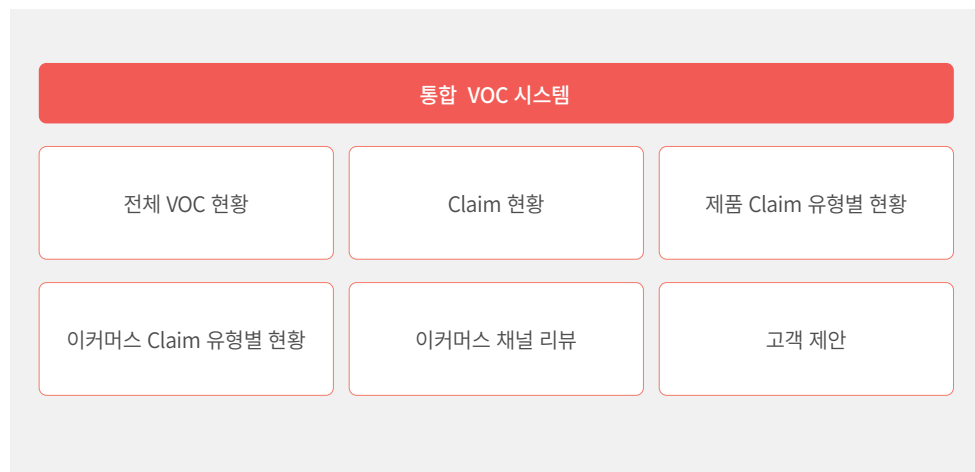 통합 VOC 시스템
전체 VOC 현황
Claim 현황
제품 Claim 유형별 현황
이커머스 Claim 유형별 현황
이커머스 채널 리뷰
고객 제안